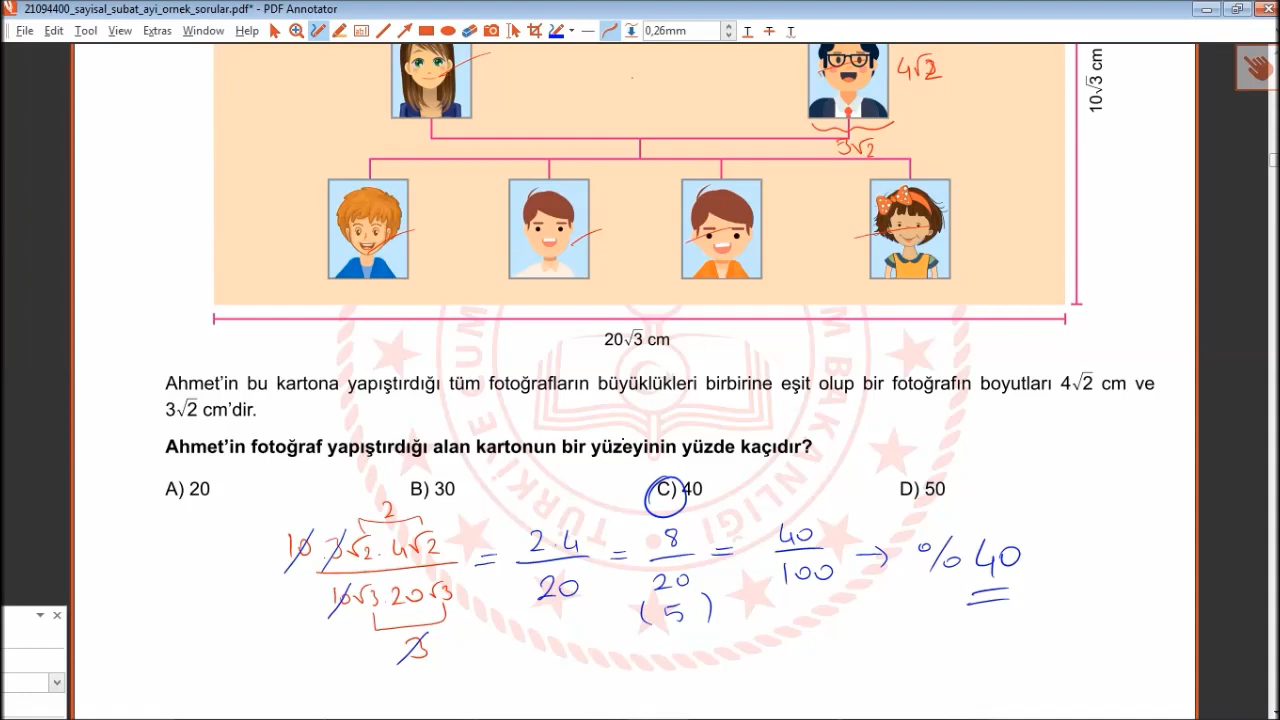 21094400_sayisal_subat_ayi_ornek_sorular.pdf* - PDF Annotator
File Edit Tool View Extras Window Help 0,26mm
4√2
10√3 cm
3√2
20√3 cm
Ahmet'in bu kartona yapıştırdığı tüm fotoğrafların büyüklükleri birbirine eşit olup bir fotoğrafın boyutları 4√2 cm ve
3√2 cm'dir.
Ahmet'in fotoğraf yapıştırdığı alan kartonun bir yüzeyinin yüzde kaçıdır?
A) 20 B) 30 C) 40 D) 50
2
10.3√2.4√2 = 2.4 = 8 = 40 → %40
10√3.20√3 20 20 100
(5)
3